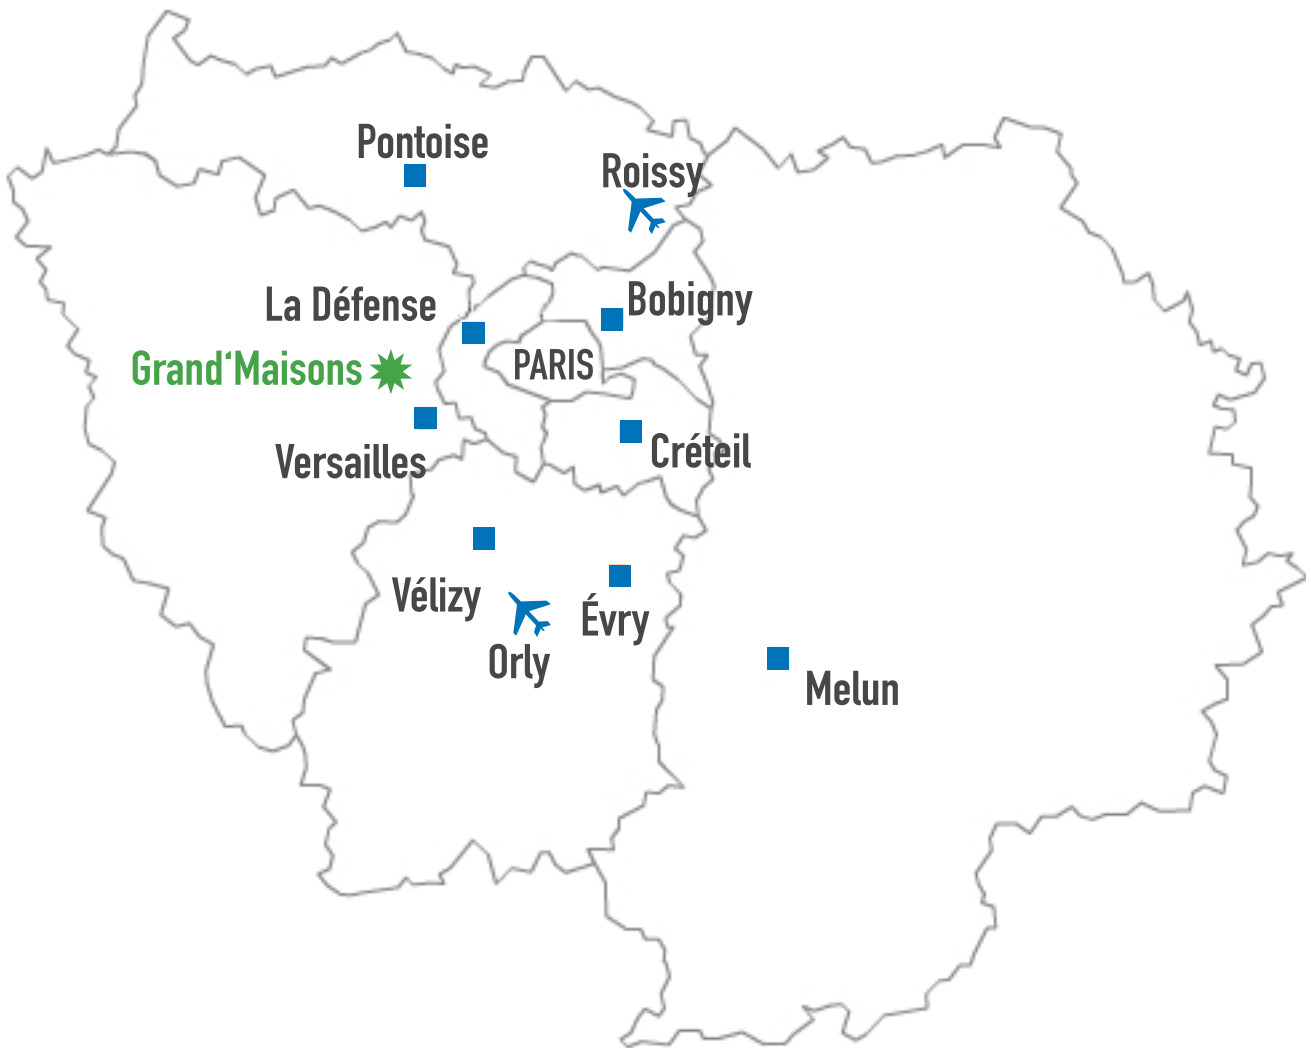 Pontoise
Roissy
La Défense
Bobigny
Grand‘Maisons
PARIS
Versailles
Créteil
Vélizy
Évry
Orly
Melun